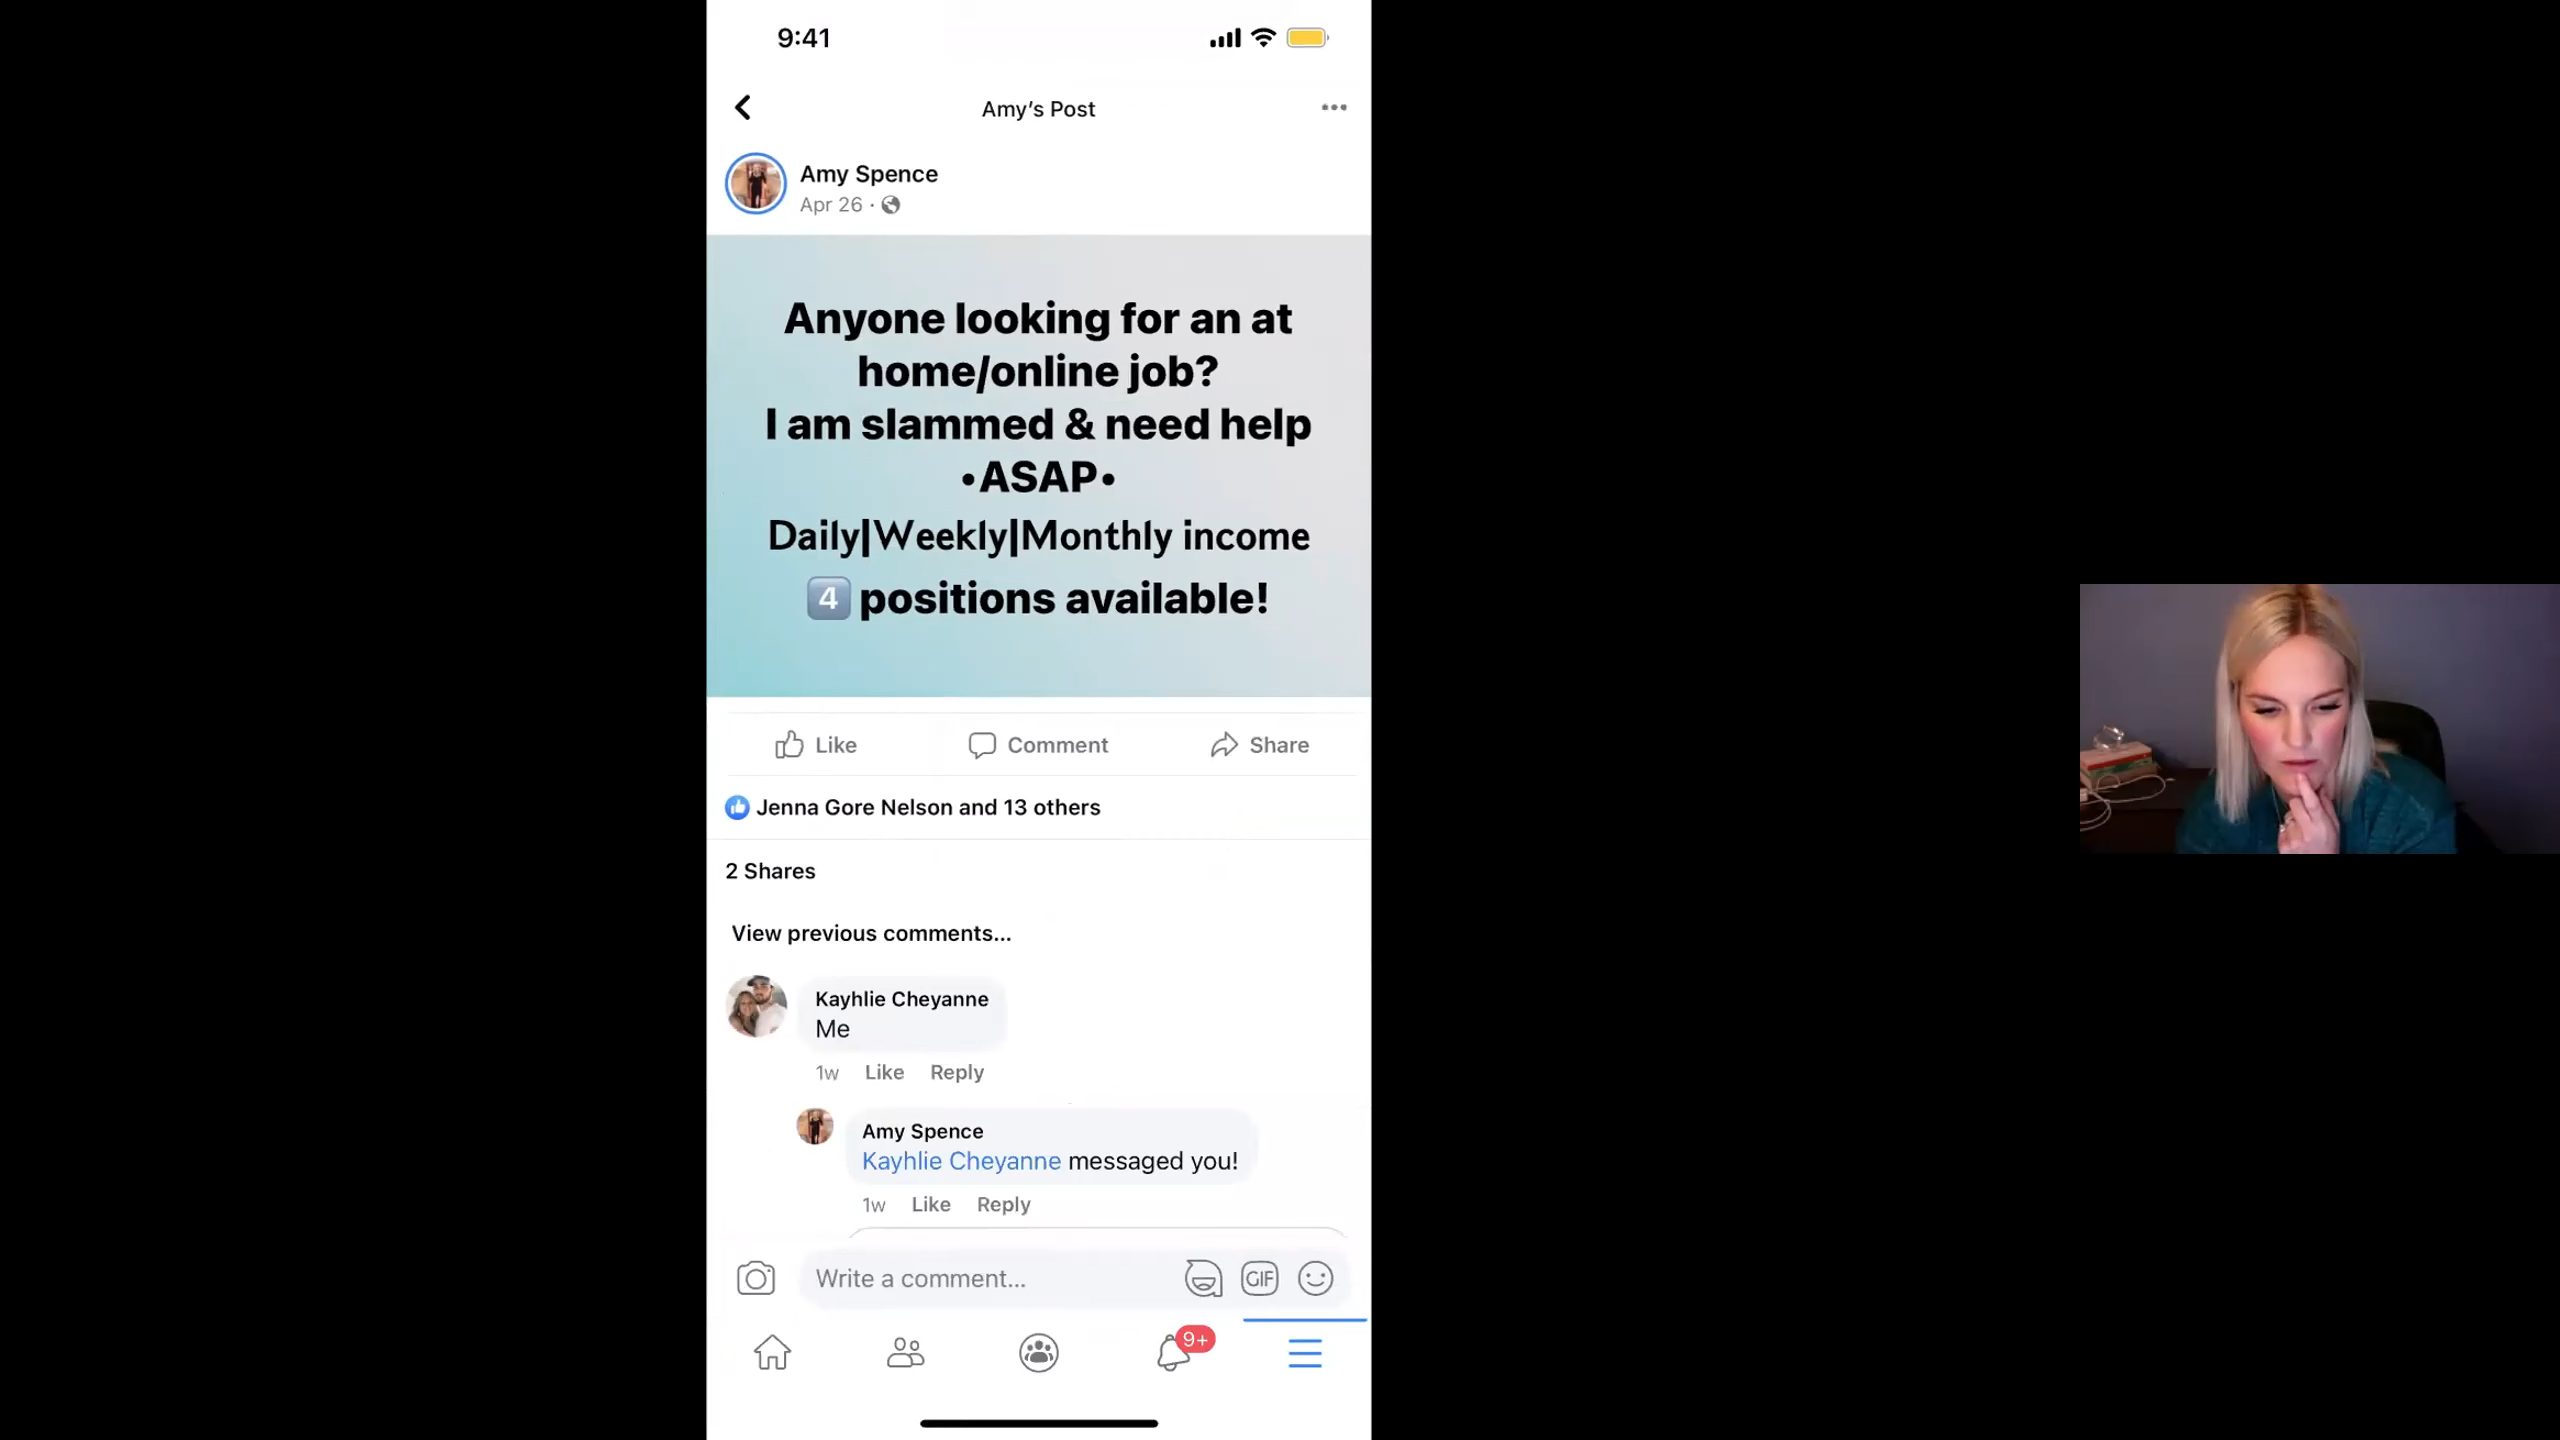 9:41
Amy's Post
Amy Spence
Apr 26 ·
Anyone looking for an at
home/online job?
I am slammed & need help
•ASAP•
Daily|Weekly|Monthly income
4️⃣ positions available!
Like Comment Share
Jenna Gore Nelson and 13 others
2 Shares
View previous comments...
Kayhlie Cheyanne
Me
1w Like Reply
Amy Spence
Kayhlie Cheyanne messaged you!
1w Like Reply
Write a comment...
GIF
9+